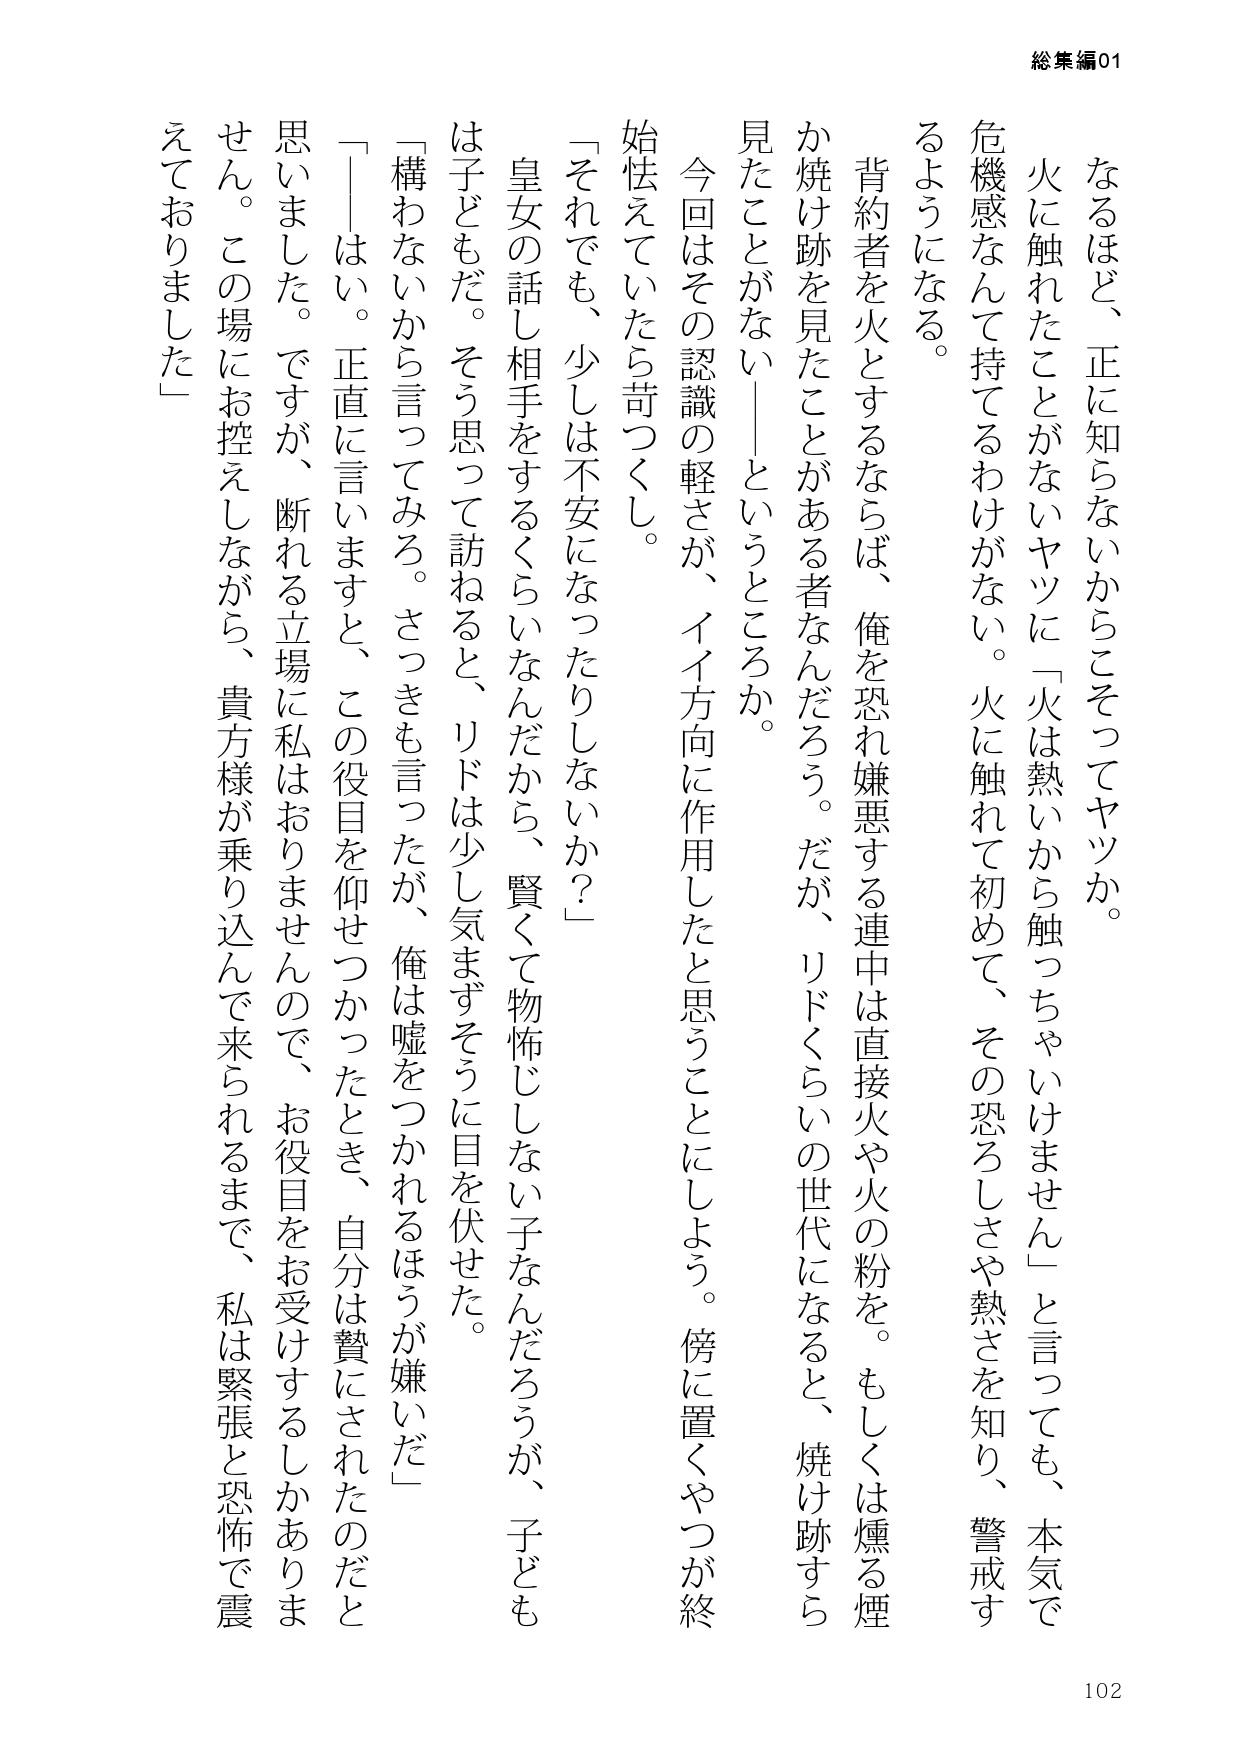 総集編01
なるほど、正に知らないからこそってヤツか。
火に触れたことがないヤツに「火は熱いから触っちゃいけません」と言っても、本気で
危機感なんて持てるわけがない。火に触れて初めて、その恐ろしさや熱さを知り、警戒す
るようになる。
背約者を火とするならば、俺を恐れ嫌悪する連中は直接火や火の粉を。もしくは燻る煙
か焼け跡を見たことがある者なんだろう。だが、リドくらいの世代になると、焼け跡すら
見たことがない――というところか。
今回はその認識の軽さが、イイ方向に作用したと思うことにしよう。傍に置くやつが終
始怯えていたら苛つくし。
「それでも、少しは不安になったりしないか？」
皇女の話し相手をするくらいなんだから、賢くて物怖じしない子なんだろうが、子ども
は子どもだ。そう思って訪ねると、リドは少し気まずそうに目を伏せた。
「構わないから言ってみろ。さっきも言ったが、俺は嘘をつかれるほうが嫌いだ」
「――はい。正直に言いますと、この役目を仰せつかったとき、自分は贄にされたのだと
思いました。ですが、断れる立場に私はおりませんので、お役目をお受けするしかありま
せん。この場にお控えしながら、貴方様が乗り込んで来られるまで、私は緊張と恐怖で震
えておりました」
102